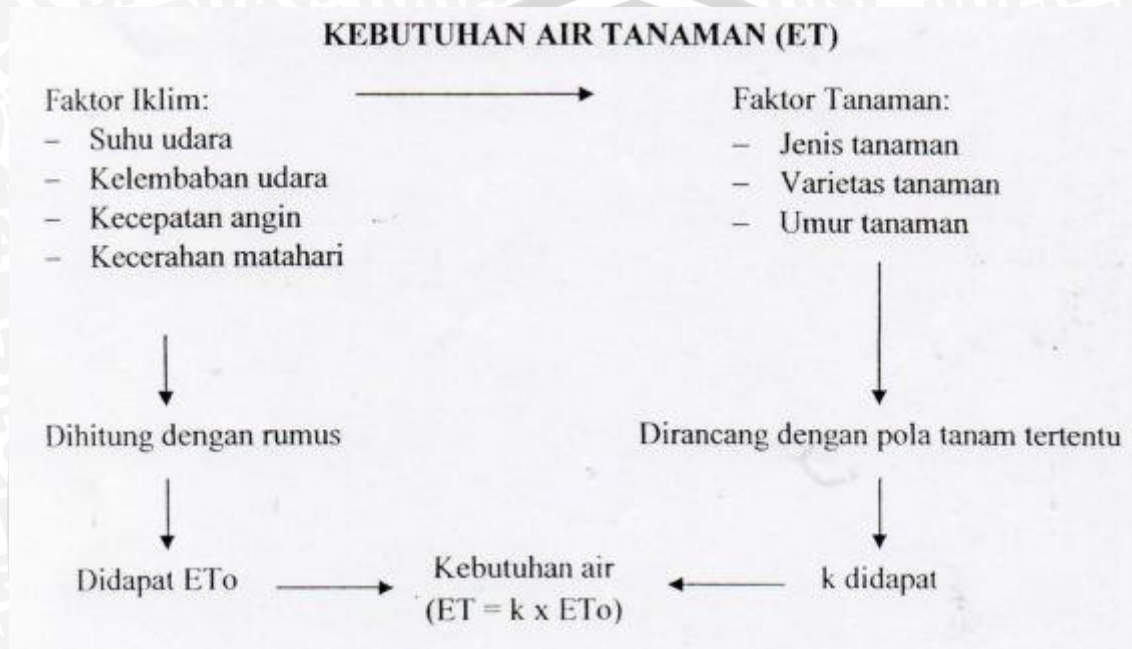 KEBUTUHAN AIR TANAMAN (ET)
Faktor Iklim:
– Suhu udara
– Kelembaban udara
– Kecepatan angin
– Kecerahan matahari
Faktor Tanaman:
– Jenis tanaman
– Varietas tanaman
– Umur tanaman
Dihitung dengan rumus
Dirancang dengan pola tanam tertentu
Didapat ETo
Kebutuhan air
(ET = k x ETo)
k didapat